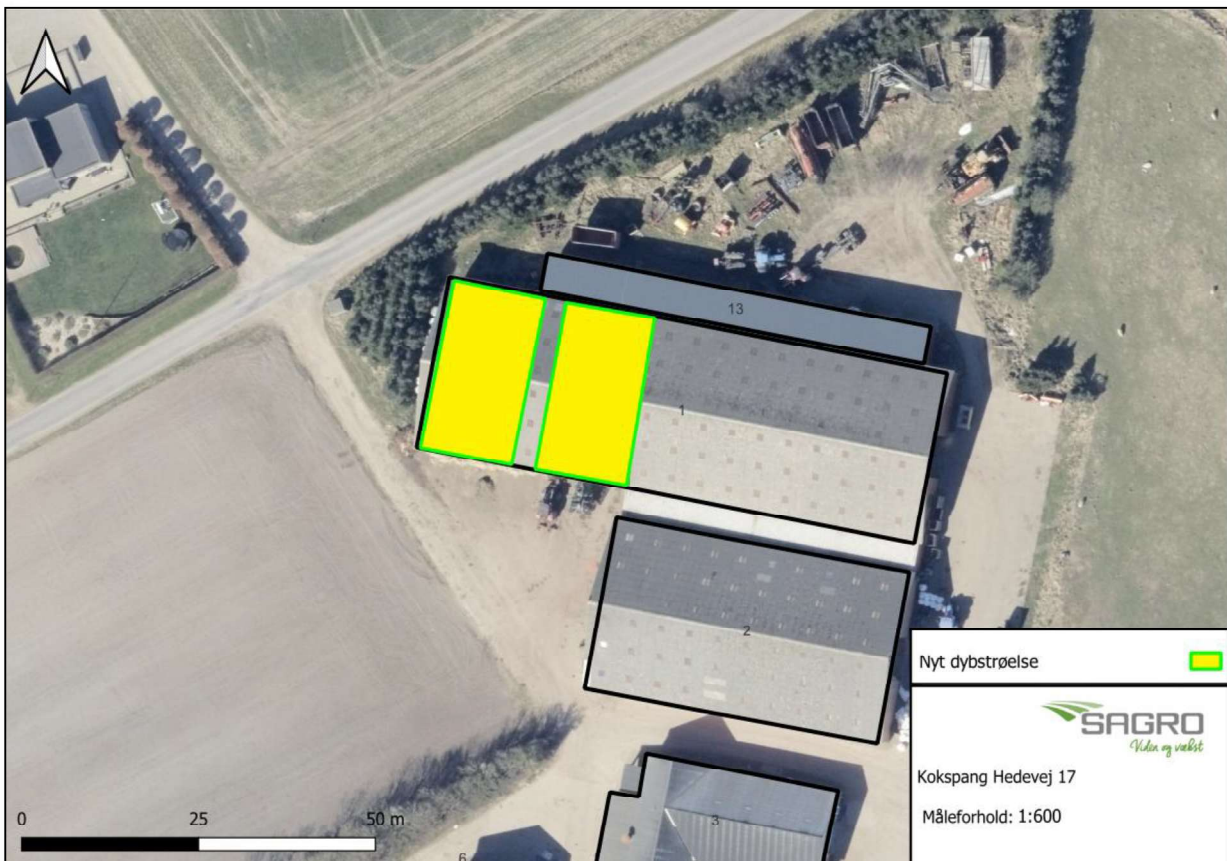 13
1
2
3
6
0 25 50 m
Nyt dybstrøelse
SAGRO
Viden og vækst
Kokspang Hedevej 17
Måleforhold: 1:600